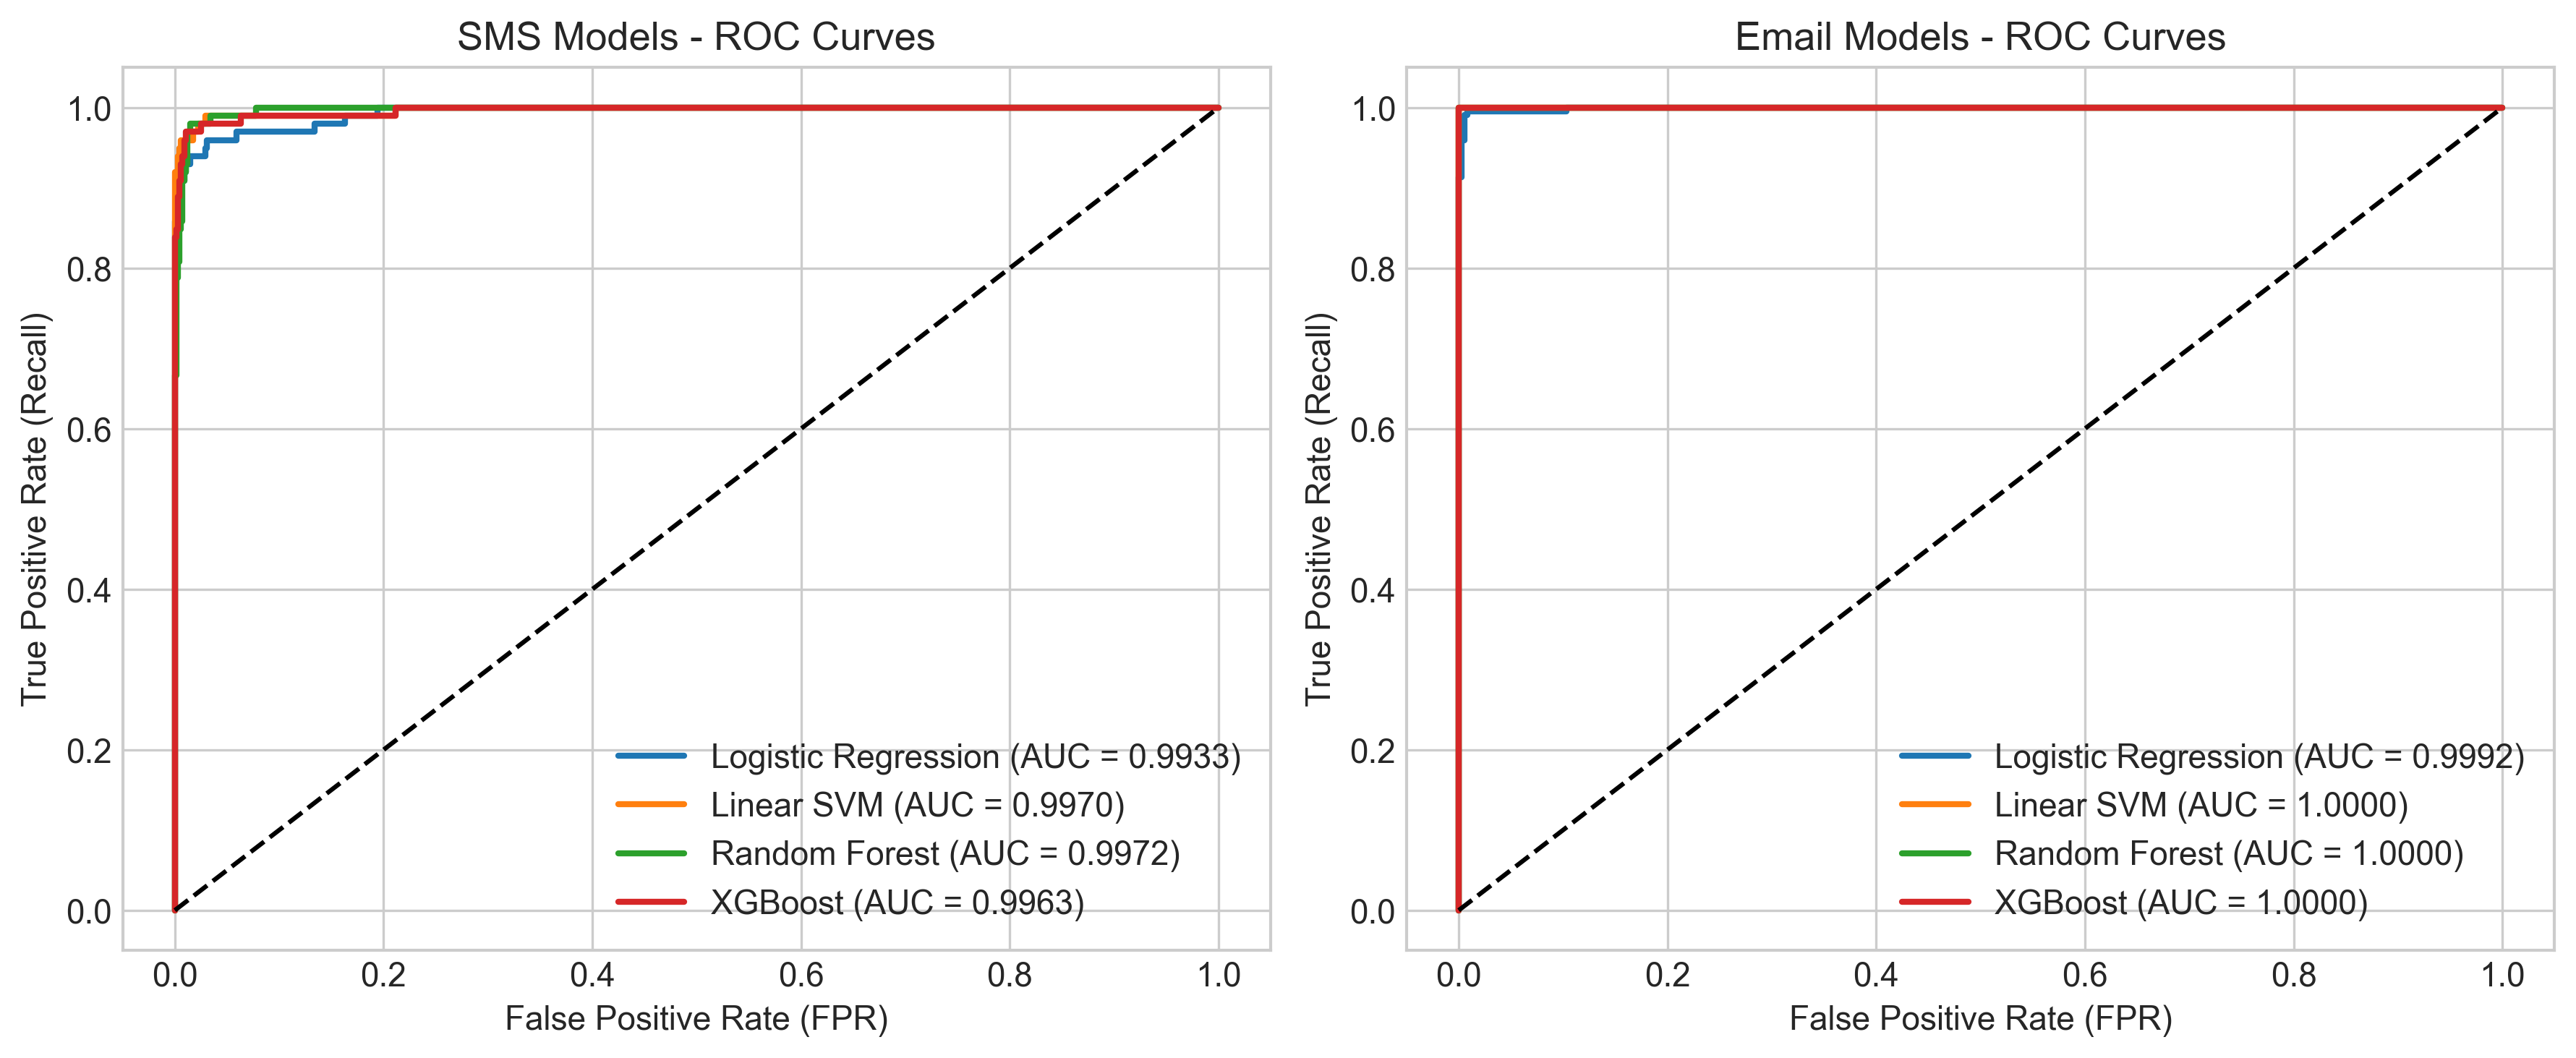 SMS Models - ROC Curves
1.0
0.8
0.6
0.4
0.2
0.0
True Positive Rate (Recall)
Logistic Regression (AUC = 0.9933)
Linear SVM (AUC = 0.9970)
Random Forest (AUC = 0.9972)
XGBoost (AUC = 0.9963)
0.0 0.2 0.4 0.6 0.8 1.0
False Positive Rate (FPR)
Email Models - ROC Curves
1.0
0.8
0.6
0.4
0.2
0.0
True Positive Rate (Recall)
Logistic Regression (AUC = 0.9992)
Linear SVM (AUC = 1.0000)
Random Forest (AUC = 1.0000)
XGBoost (AUC = 1.0000)
0.0 0.2 0.4 0.6 0.8 1.0
False Positive Rate (FPR)